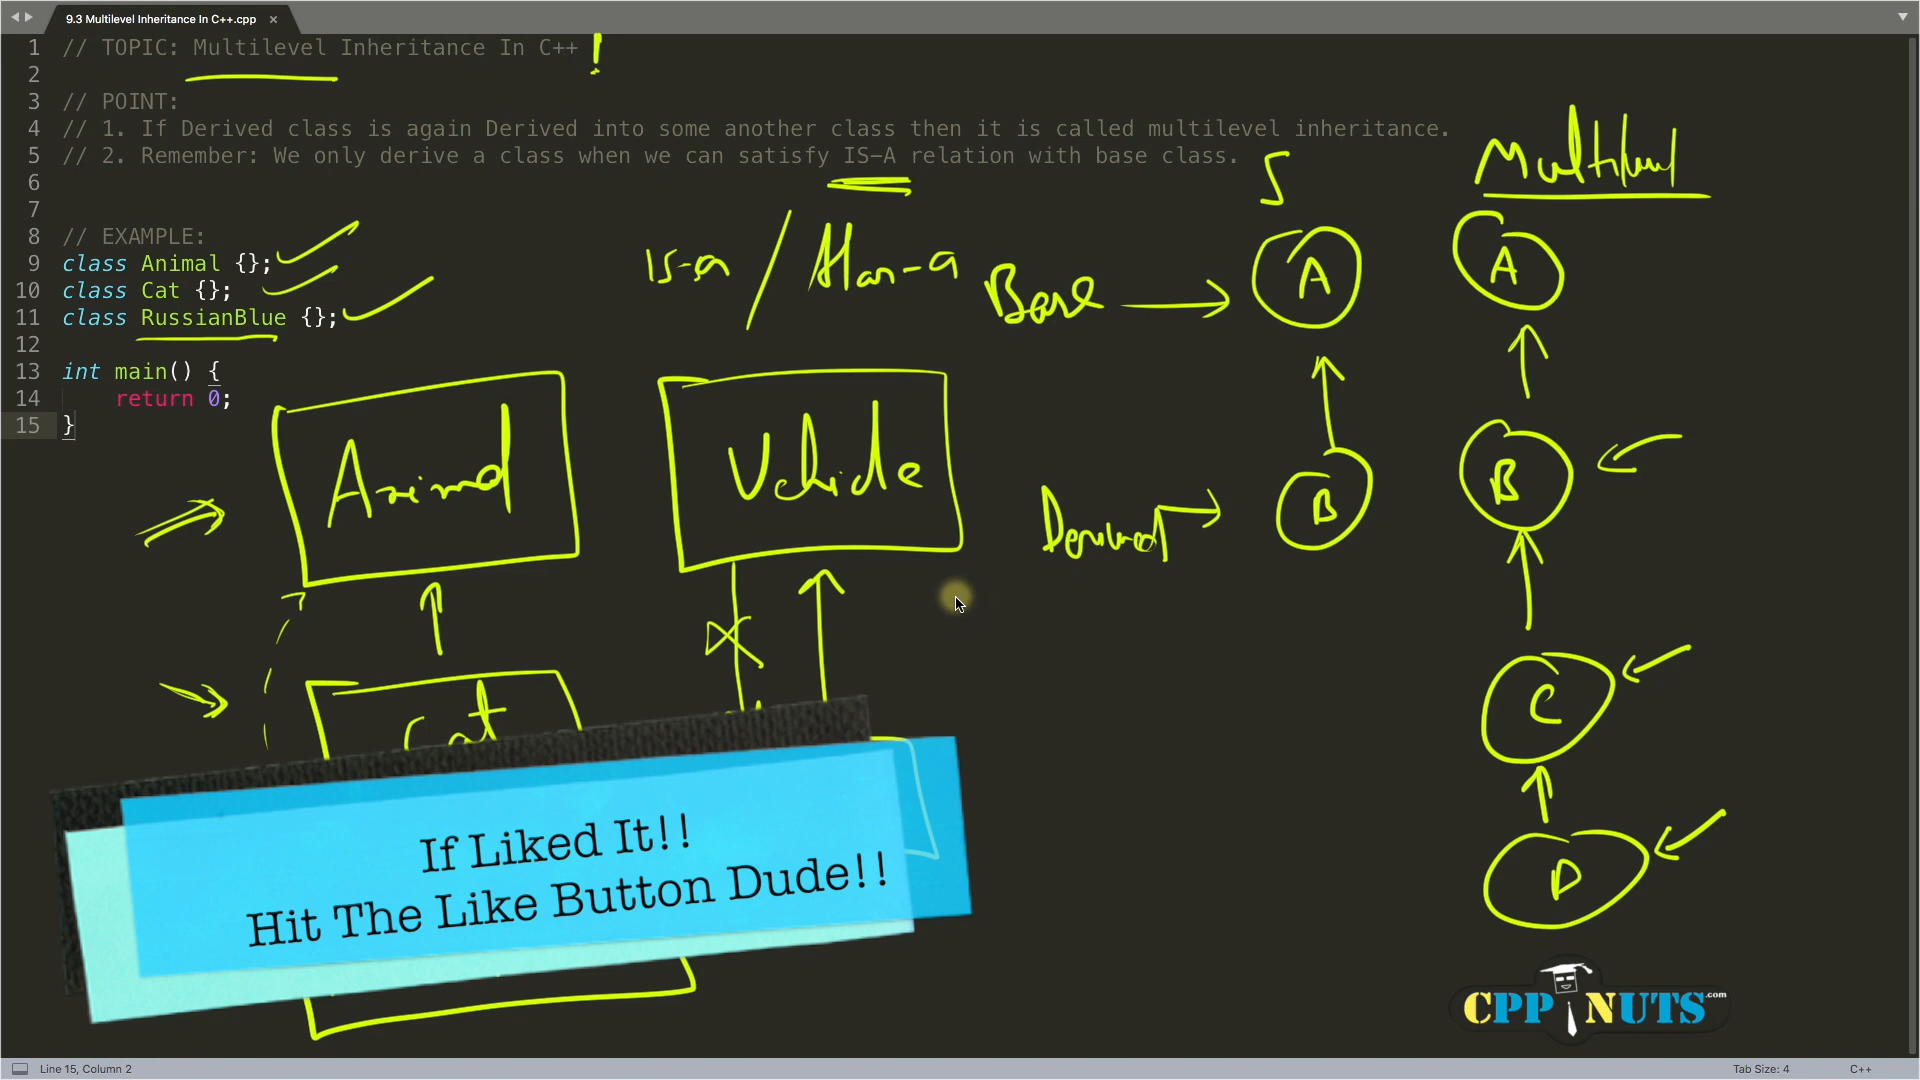 9.3 Multilevel Inheritance In C++.cpp
1 // TOPIC: Multilevel Inheritance In C++ !
2
3 // POINT:
4 // 1. If Derived class is again Derived into some another class then it is called multilevel inheritance.
5 // 2. Remember: We only derive a class when we can satisfy IS-A relation with base class.
6
7
8 // EXAMPLE:
9 class Animal {};
10 class Cat {};
11 class RussianBlue {};
12
13 int main() {
14 return 0;
15 }
S
Is-a /
Base
A
A
Animal
Vehicle
Derived
B
B
Cat
C
D
If Liked It!!
Hit The Like Button Dude!!
CPP NUTS.com
Line 15, Column 2
Tab Size: 4
C++